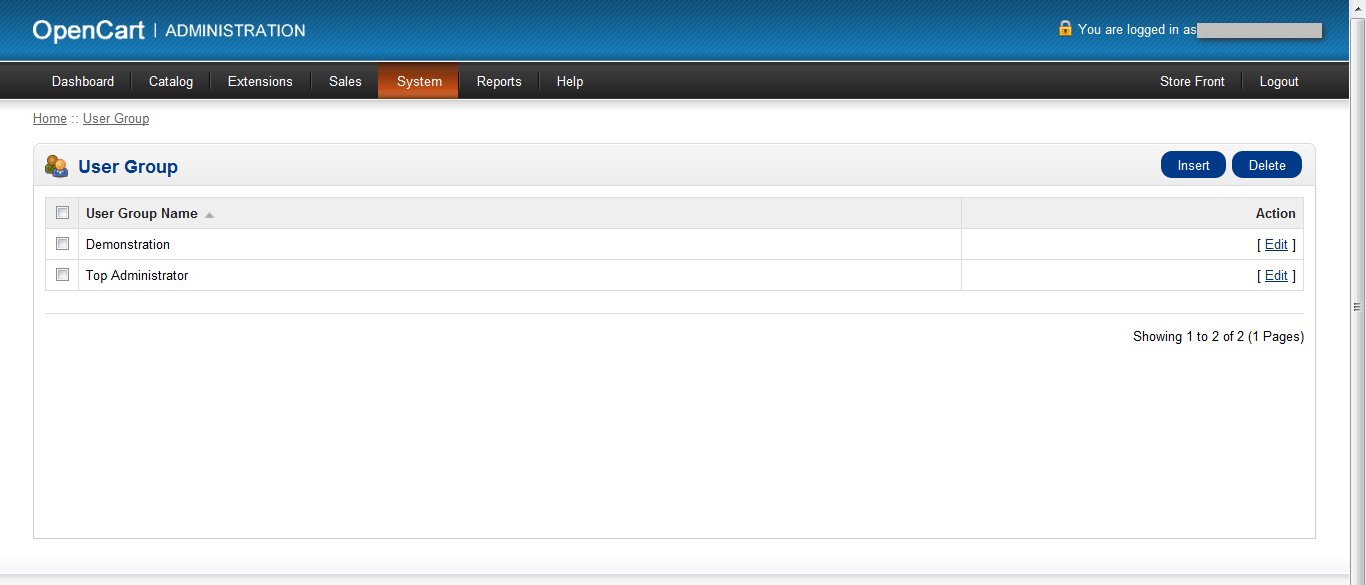 OpenCart | ADMINISTRATION You are logged in as
Dashboard Catalog Extensions Sales System Reports Help Store Front Logout
Home :: User Group
User Group Insert Delete
User Group Name Action
Demonstration [ Edit ]
Top Administrator [ Edit ]
Showing 1 to 2 of 2 (1 Pages)